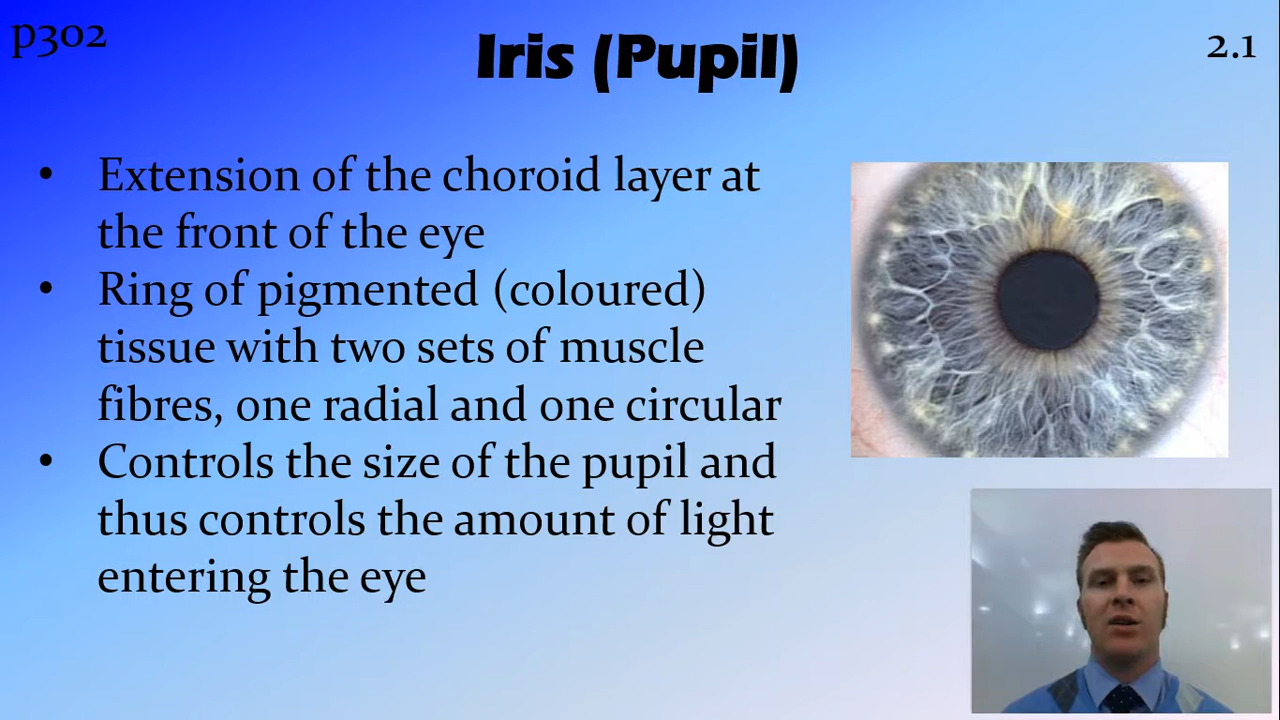 p302
Iris (Pupil)
2.1
• Extension of the choroid layer at
the front of the eye
• Ring of pigmented (coloured)
tissue with two sets of muscle
fibres, one radial and one circular
• Controls the size of the pupil and
thus controls the amount of light
entering the eye